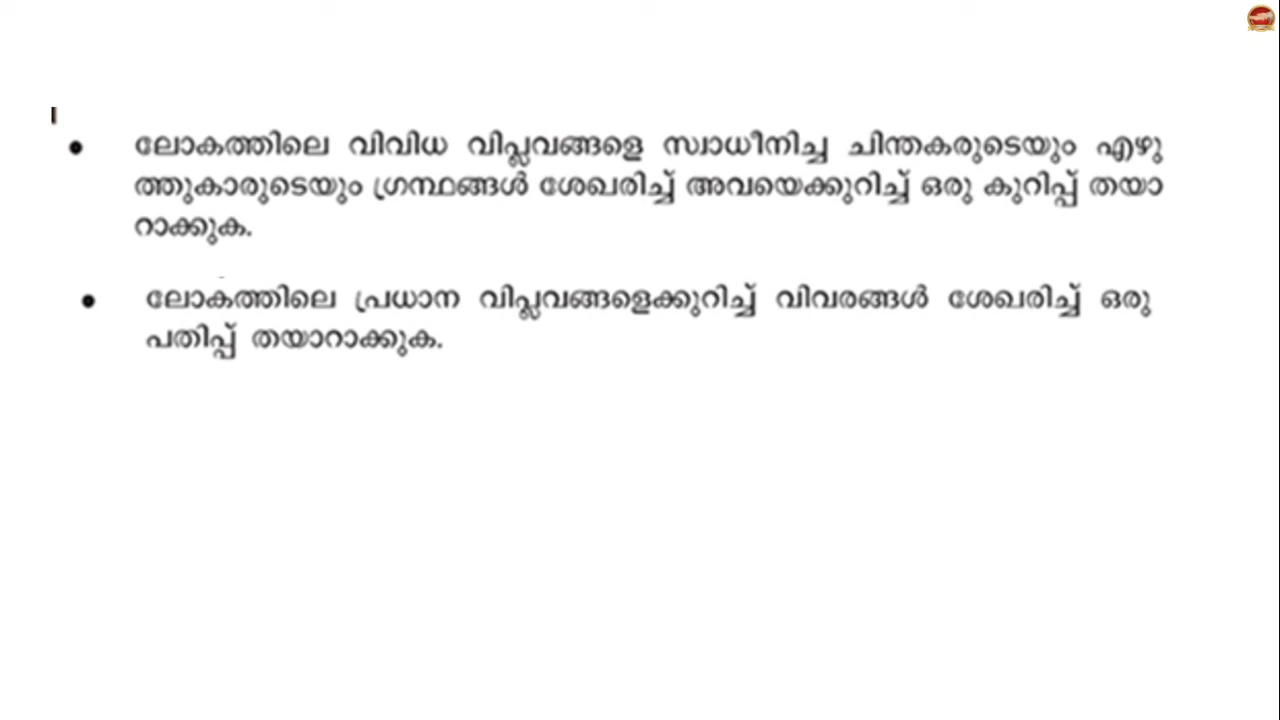 • ലോകത്തിലെ വിവിധ വിപ്ലവങ്ങളെ സ്വാധീനിച്ച ചിന്തകരുടെയും എഴു
ത്തുകാരുടെയും ഗ്രന്ഥങ്ങൾ ശേഖരിച്ച് അവയെക്കുറിച്ച് ഒരു കുറിപ്പ് തയാ
റാക്കുക.
• ലോകത്തിലെ പ്രധാന വിപ്ലവങ്ങളെക്കുറിച്ച് വിവരങ്ങൾ ശേഖരിച്ച് ഒരു
പതിപ്പ് തയാറാക്കുക.